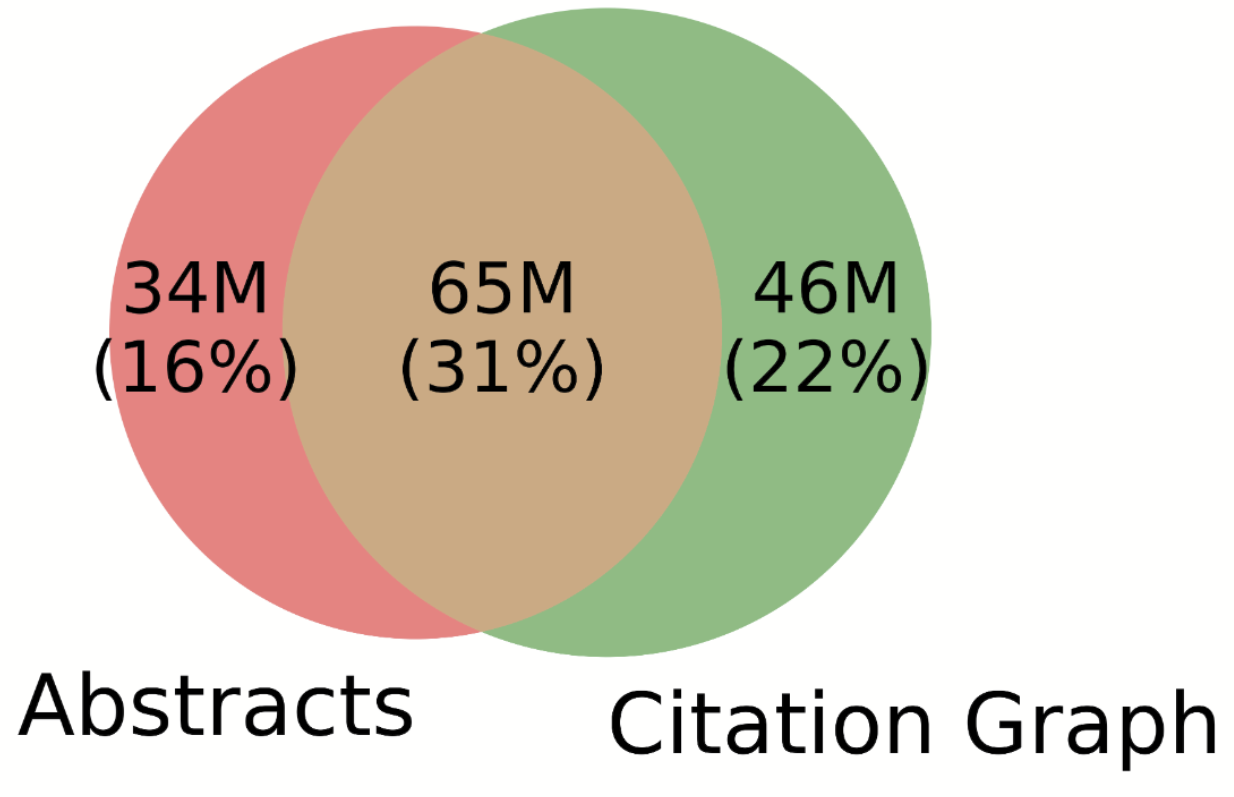 34M
(16%)
65M
(31%)
46M
(22%)
Abstracts
Citation Graph